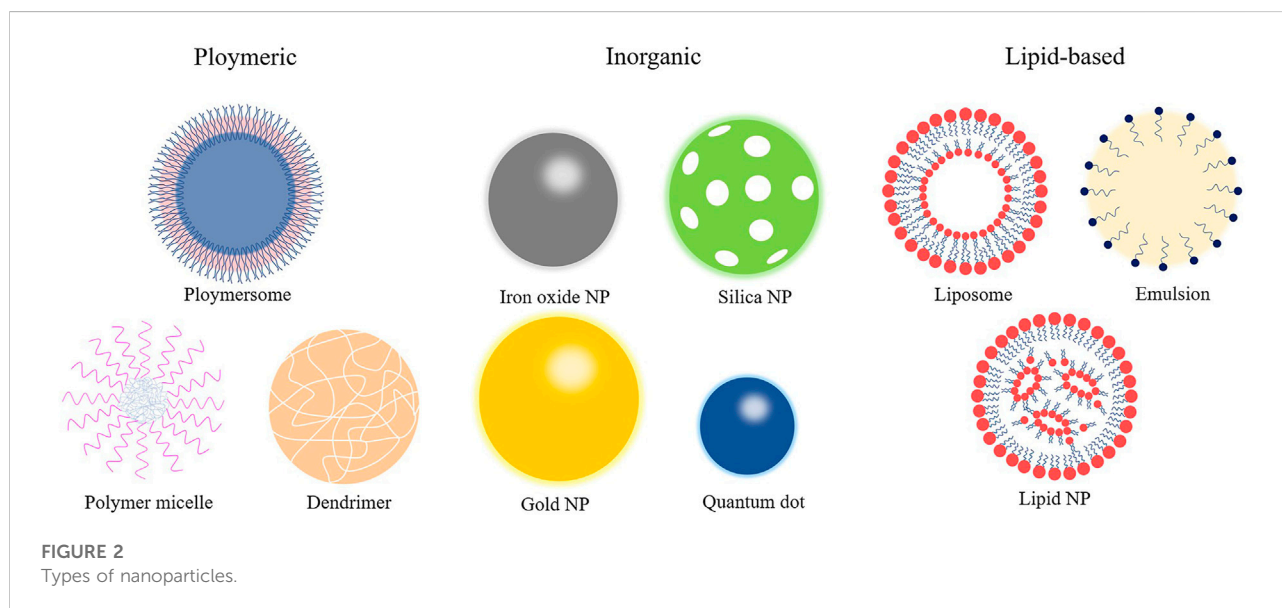 Ploymeric
Inorganic
Lipid-based
Ploymersome
Iron oxide NP
Silica NP
Liposome
Emulsion
Polymer micelle
Dendrimer
Gold NP
Quantum dot
Lipid NP
FIGURE 2
Types of nanoparticles.